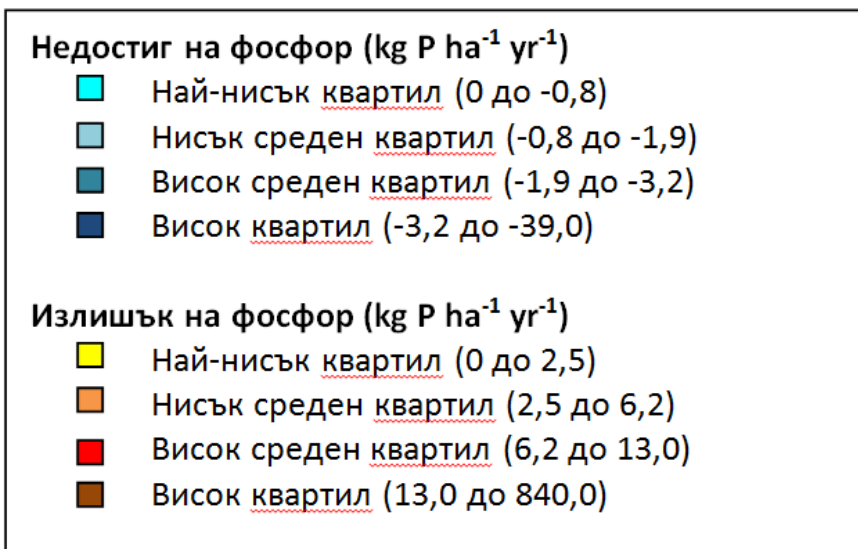 Недостиг на фосфор (kg P ha⁻¹ yr⁻¹)
Най-нисък квартил (0 до -0,8)
Нисък среден квартил (-0,8 до -1,9)
Висок среден квартил (-1,9 до -3,2)
Висок квартил (-3,2 до -39,0)
Излишък на фосфор (kg P ha⁻¹ yr⁻¹)
Най-нисък квартил (0 до 2,5)
Нисък среден квартил (2,5 до 6,2)
Висок среден квартил (6,2 до 13,0)
Висок квартил (13,0 до 840,0)